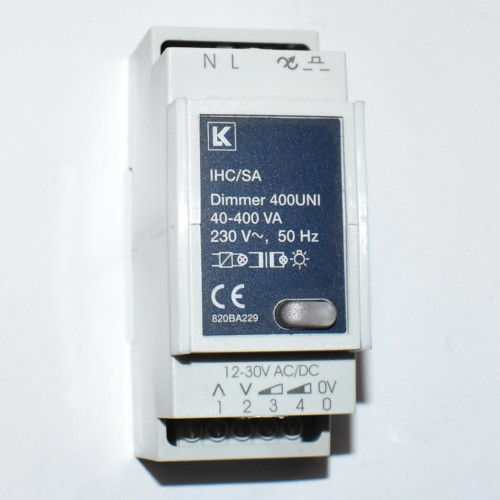 N L
LK
IHC/SA
Dimmer 400UNI
40-400 VA
230 V~, 50 Hz
CE
820BA229
12-30V AC/DC
0V
1 2 3 4 0